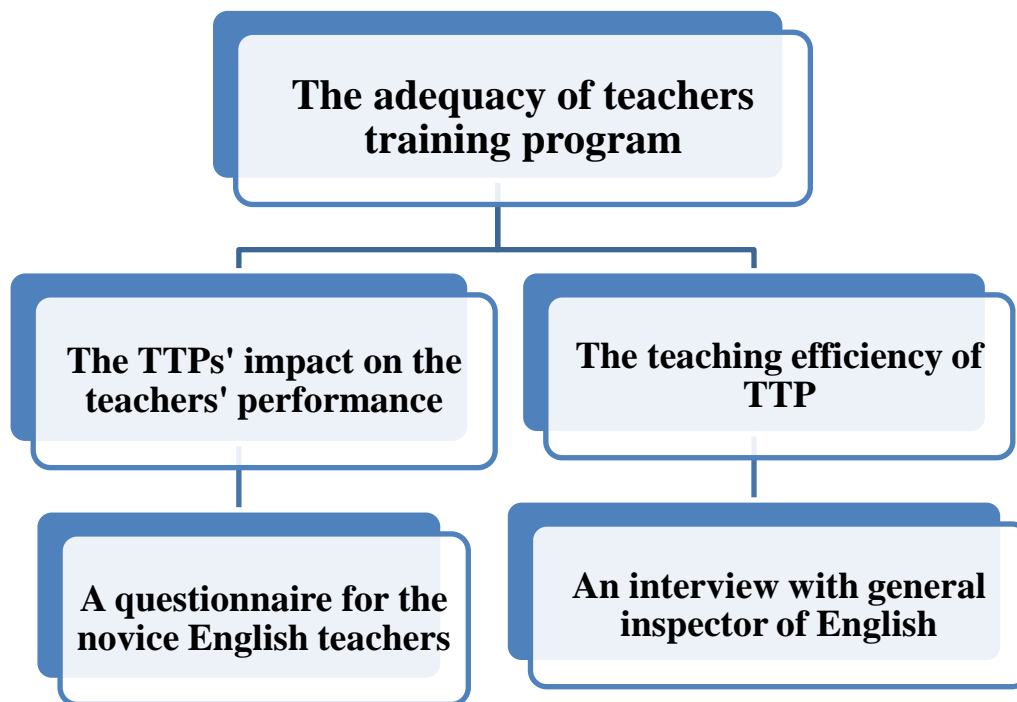 The adequacy of teachers
training program
The TTPs' impact on the
teachers' performance
The teaching efficiency of
TTP
A questionnaire for the
novice English teachers
An interview with general
inspector of English